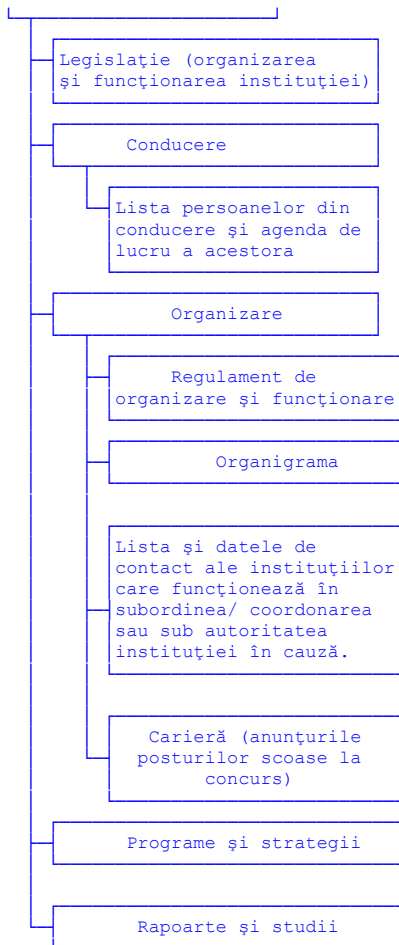 Legislaţie (organizarea
şi funcţionarea instituţiei)
Conducere
Lista persoanelor din
conducere şi agenda de
lucru a acestora
Organizare
Regulament de
organizare şi funcţionare
Organigrama
Lista şi datele de
contact ale instituţiilor
care funcţionează în
subordinea/ coordonarea
sau sub autoritatea
instituţiei în cauză.
Carieră (anunţurile
posturilor scoase la
concurs)
Programe şi strategii
Rapoarte şi studii